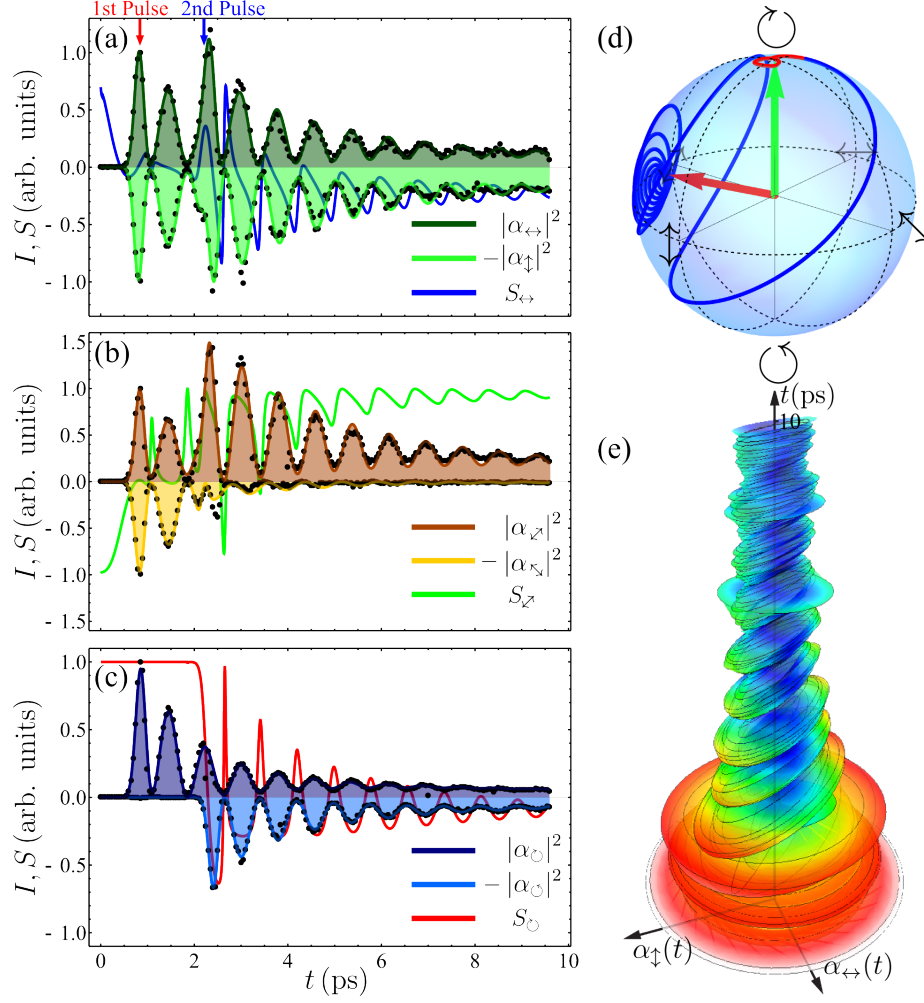 1st Pulse 2nd Pulse
(a)
I, S (arb. units)
1.0
0.5
0.0
- 0.5
- 1.0
|α↔|²
−|α↕|²
S↔
(b)
I, S (arb. units)
1.5
1.0
0.5
0.0
- 0.5
- 1.0
- 1.5
|α⤢|²
−|α⤡|²
S⤢
(c)
I, S (arb. units)
1.0
0.5
0.0
- 0.5
- 1.0
|α↻|²
−|α↻|²
S↻
0 2 4 6 8 10
t (ps)
(d)
(e)
t(ps)
10
α↕(t)
α↔(t)